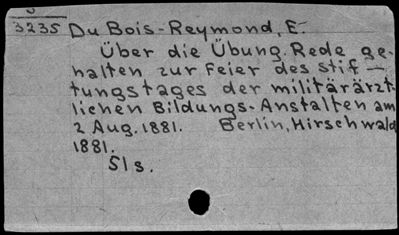 3235 Du Bois-Reymond, E.
Über die Übung. Rede ge-
halten zur Feier des Stif-
tungstages der militärärzt-
lichen Bildungs-Anstalten am
2 Aug. 1881. Berlin, Hirschwald
1881.
51 s.